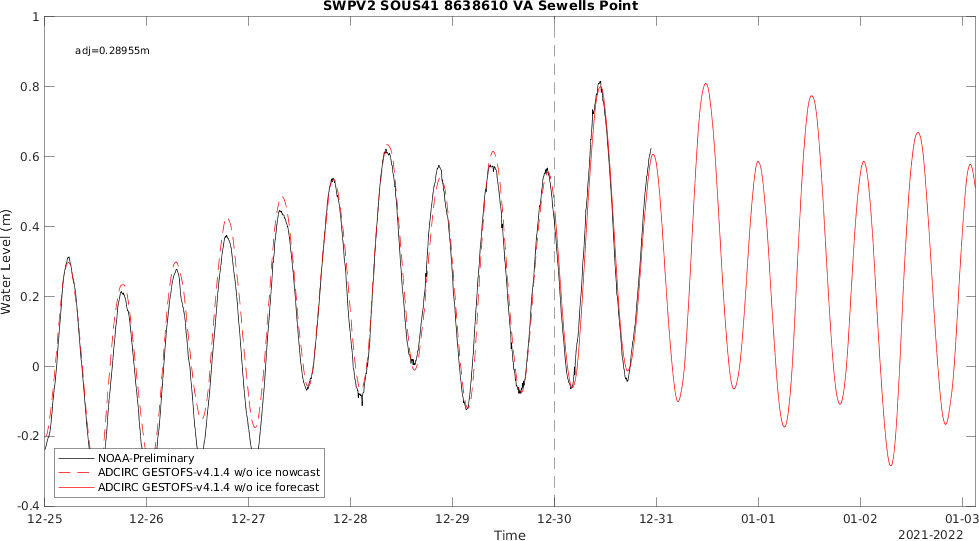 SWPV2 SOUS41 8638610 VA Sewells Point
adj=0.28955m
1
0.8
0.6
0.4
0.2
0
-0.2
-0.4
Water Level (m)
NOAA-Preliminary
ADCIRC GESTOFS-v4.1.4 w/o ice nowcast
ADCIRC GESTOFS-v4.1.4 w/o ice forecast
12-25 12-26 12-27 12-28 12-29 12-30 12-31 01-01 01-02 01-03
Time
2021-2022